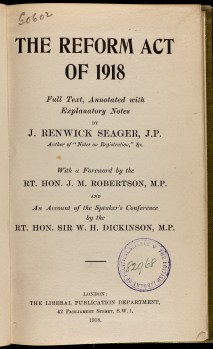 50602
THE REFORM ACT
OF 1918
Full Text, Annotated with
Explanatory Notes
BY
J. RENWICK SEAGER, J.P.
Author of "Notes on Registration," &c.
With a Foreword by the
RT. HON. J. M. ROBERTSON, M.P.
AND
An Account of the Speaker's Conference
by the
RT. HON. SIR W. H. DICKINSON, M.P.
82968
LONDON:
THE LIBERAL PUBLICATION DEPARTMENT,
42 PARLIAMENT STREET, S.W.1.
1918.